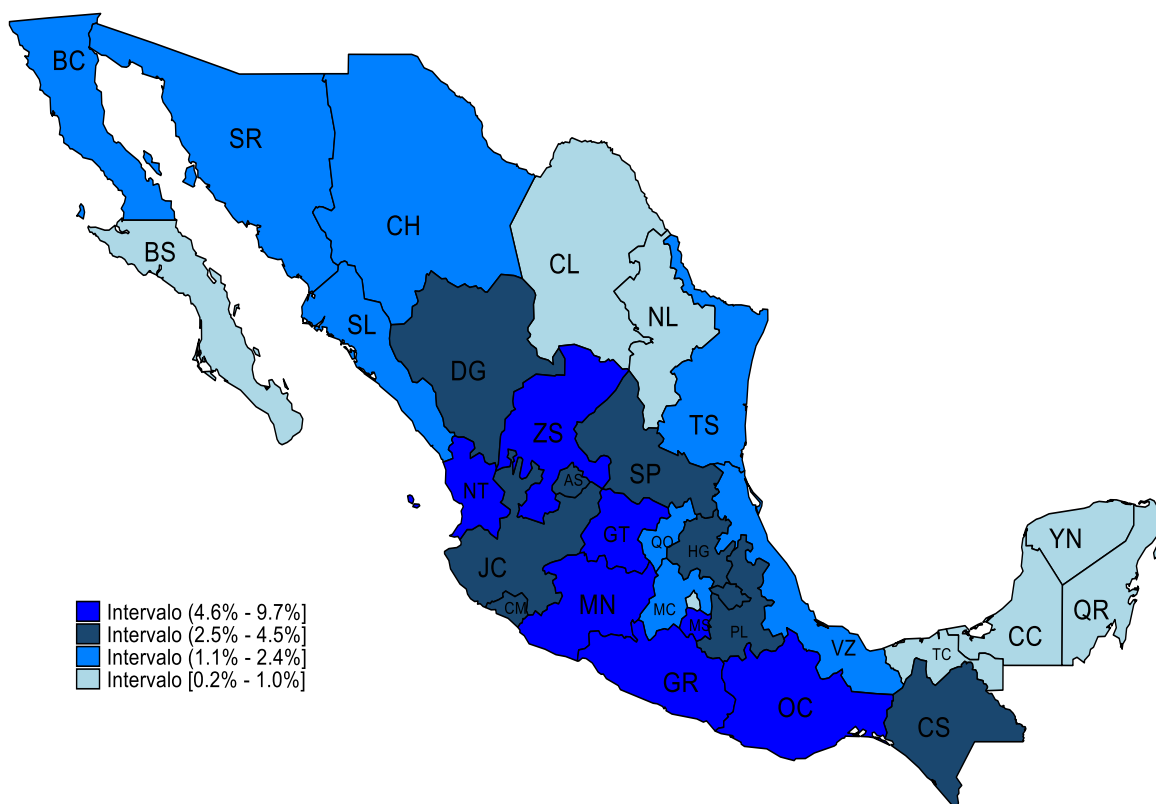 BC
SR
CH
BS
CL
SL
NL
DG
TS
ZS
SP
AS
NT
GT
QO
HG
YN
JC
CM
MN
MC
MS
PL
QR
CC
VZ
TC
GR
OC
CS
Intervalo (4.6% - 9.7%]
Intervalo (2.5% - 4.5%]
Intervalo (1.1% - 2.4%]
Intervalo [0.2% - 1.0%]